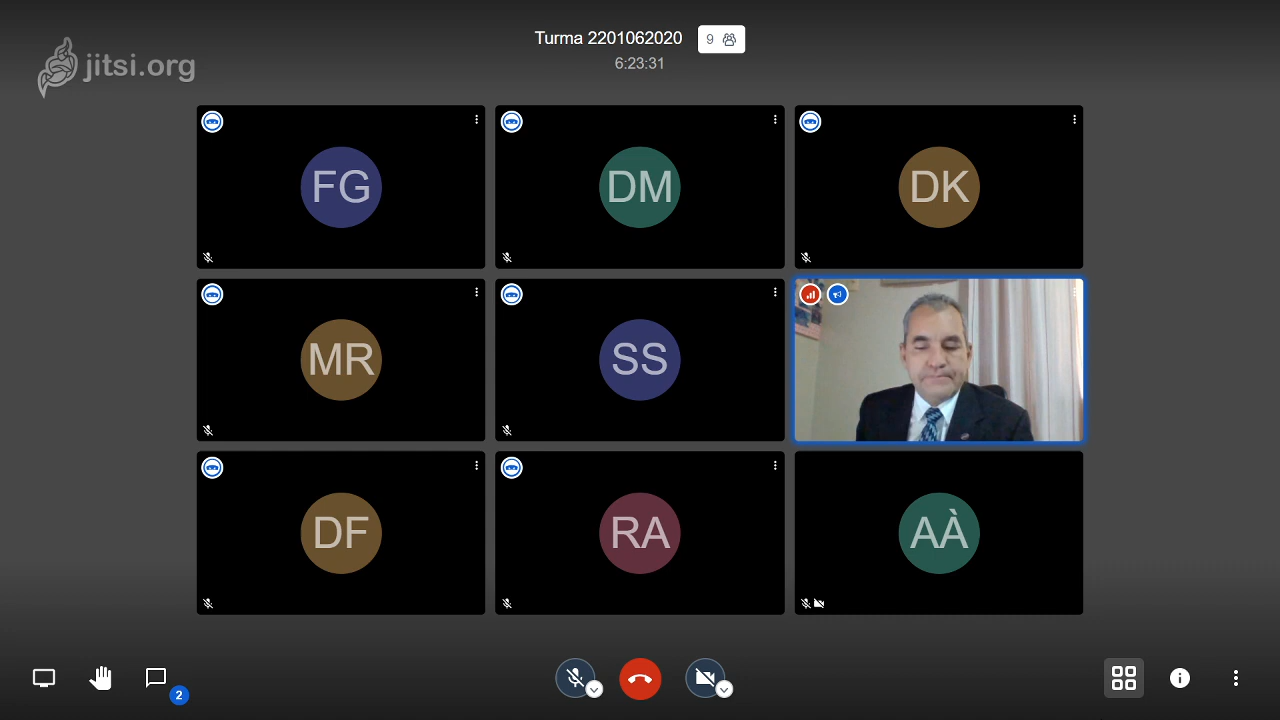 Turma 2201062020 9
6:23:31
jitsi.org
FG
DM
DK
MR
SS
DF
RA
AÀ
2